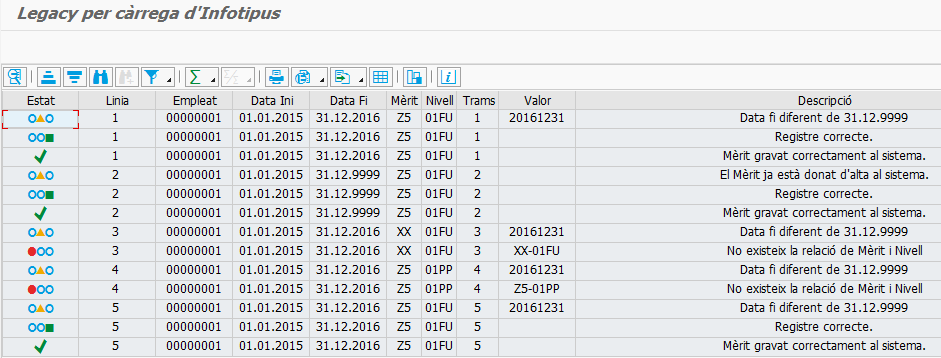 Legacy per càrrega d'Infotipus
Estat Linia Empleat Data Ini Data Fi Mèrit Nivell Trams Valor Descripció
1 00000001 01.01.2015 31.12.2016 Z5 01FU 1 20161231 Data fi diferent de 31.12.9999
1 00000001 01.01.2015 31.12.2016 Z5 01FU 1 Registre correcte.
1 00000001 01.01.2015 31.12.2016 Z5 01FU 1 Mèrit gravat correctament al sistema.
2 00000001 01.01.2015 31.12.9999 Z5 01FU 2 El Mèrit ja està donat d'alta al sistema.
2 00000001 01.01.2015 31.12.9999 Z5 01FU 2 Registre correcte.
2 00000001 01.01.2015 31.12.9999 Z5 01FU 2 Mèrit gravat correctament al sistema.
3 00000001 01.01.2015 31.12.2016 XX 01FU 3 20161231 Data fi diferent de 31.12.9999
3 00000001 01.01.2015 31.12.2016 XX 01FU 3 XX-01FU No existeix la relació de Mèrit i Nivell
4 00000001 01.01.2015 31.12.2016 Z5 01PP 4 20161231 Data fi diferent de 31.12.9999
4 00000001 01.01.2015 31.12.2016 Z5 01PP 4 Z5-01PP No existeix la relació de Mèrit i Nivell
5 00000001 01.01.2015 31.12.2016 Z5 01FU 5 20161231 Data fi diferent de 31.12.9999
5 00000001 01.01.2015 31.12.2016 Z5 01FU 5 Registre correcte.
5 00000001 01.01.2015 31.12.2016 Z5 01FU 5 Mèrit gravat correctament al sistema.